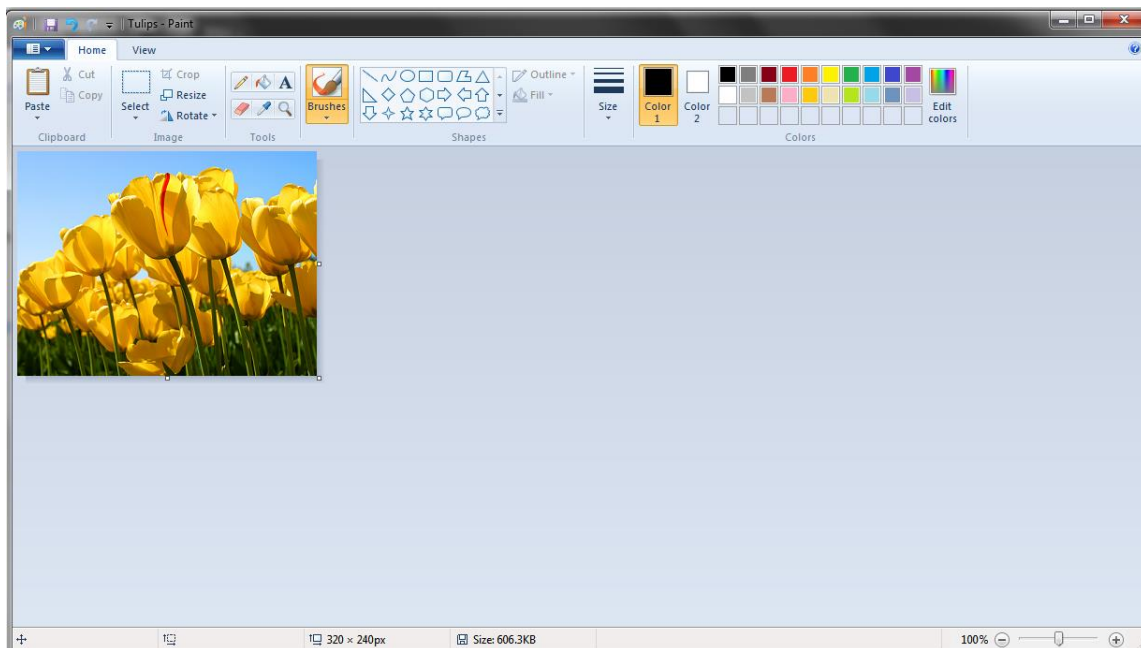 Tulips - Paint
Home View
Cut
Copy
Paste
Clipboard
Crop
Resize
Rotate
Select
Image
A
Tools
Brushes
Outline
Fill
Shapes
Size
Color 1
Color 2
Edit colors
Colors
320 × 240px
Size: 606.3KB
100%